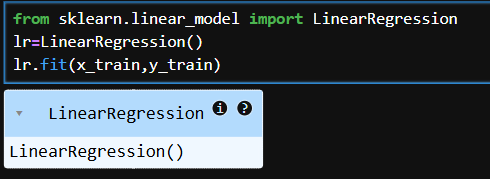 from sklearn.linear_model import LinearRegression
lr=LinearRegression()
lr.fit(x_train,y_train)
LinearRegression i ?
LinearRegression()